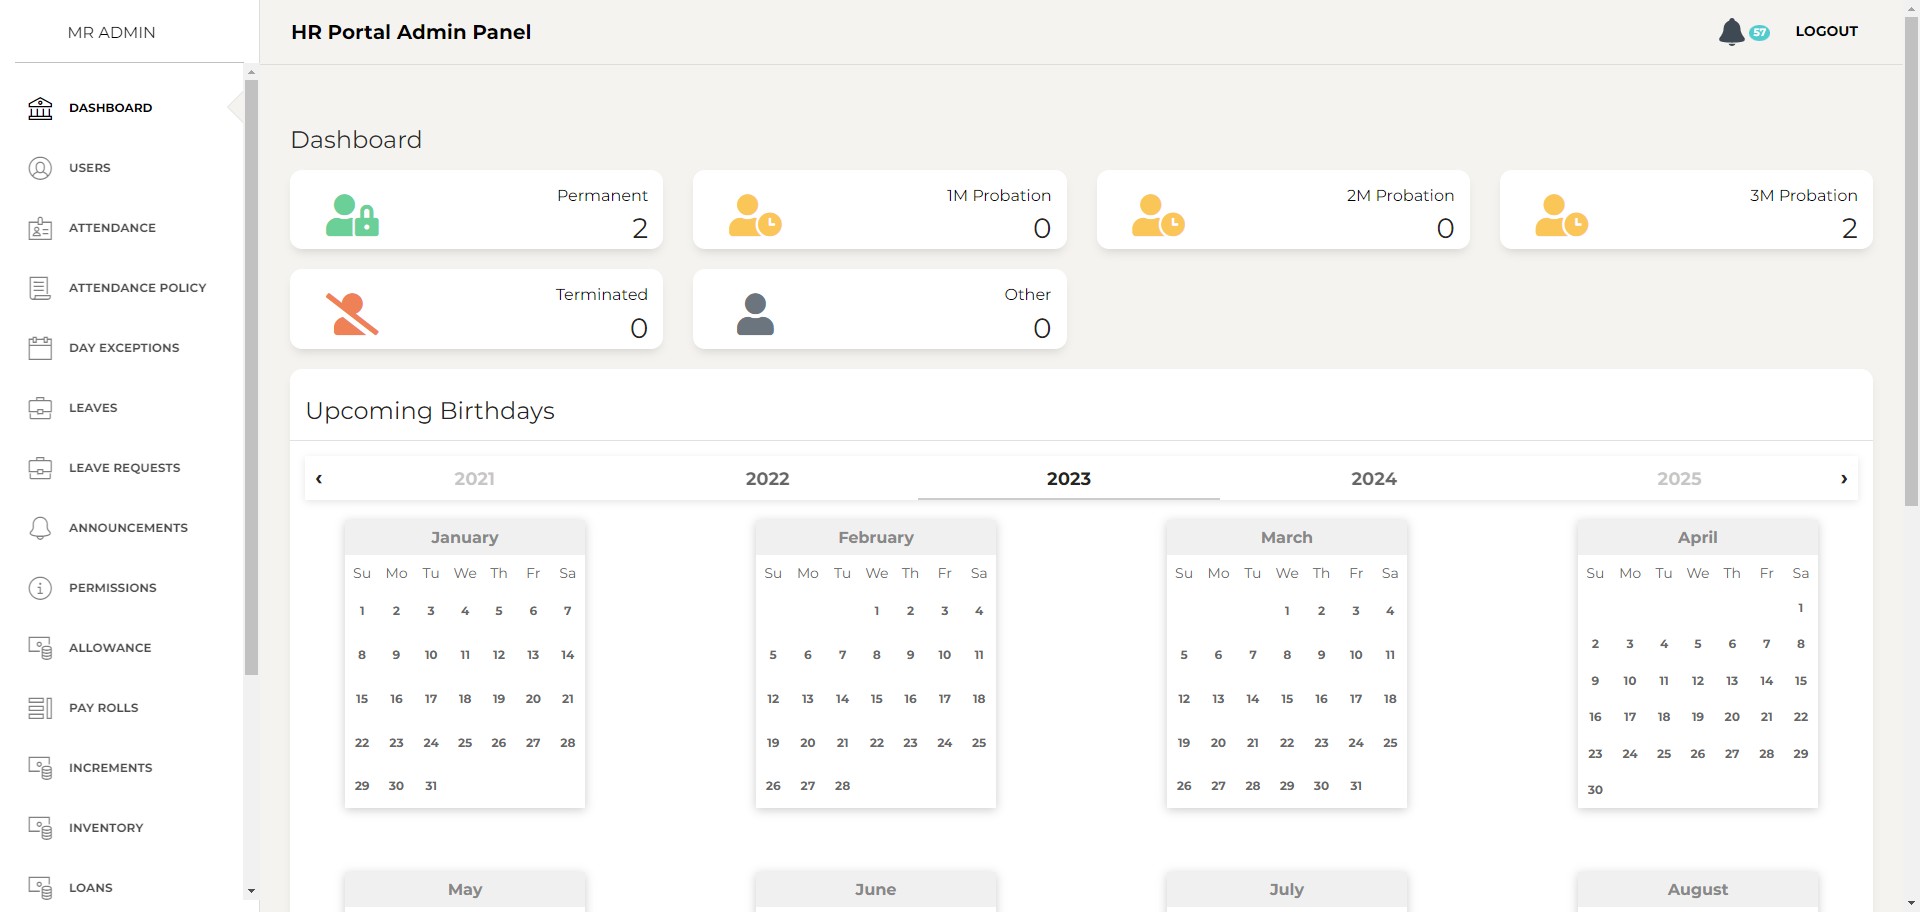 MR ADMIN
HR Portal Admin Panel
57
LOGOUT
DASHBOARD
USERS
ATTENDANCE
ATTENDANCE POLICY
DAY EXCEPTIONS
LEAVES
LEAVE REQUESTS
ANNOUNCEMENTS
PERMISSIONS
ALLOWANCE
PAY ROLLS
INCREMENTS
INVENTORY
LOANS
Dashboard
Permanent
2
1M Probation
0
2M Probation
0
3M Probation
2
Terminated
0
Other
0
Upcoming Birthdays
‹ 2021 2022 2023 2024 2025 ›
January
Su Mo Tu We Th Fr Sa
1 2 3 4 5 6 7
8 9 10 11 12 13 14
15 16 17 18 19 20 21
22 23 24 25 26 27 28
29 30 31
February
Su Mo Tu We Th Fr Sa
1 2 3 4
5 6 7 8 9 10 11
12 13 14 15 16 17 18
19 20 21 22 23 24 25
26 27 28
March
Su Mo Tu We Th Fr Sa
1 2 3 4
5 6 7 8 9 10 11
12 13 14 15 16 17 18
19 20 21 22 23 24 25
26 27 28 29 30 31
April
Su Mo Tu We Th Fr Sa
1
2 3 4 5 6 7 8
9 10 11 12 13 14 15
16 17 18 19 20 21 22
23 24 25 26 27 28 29
30
May
June
July
August